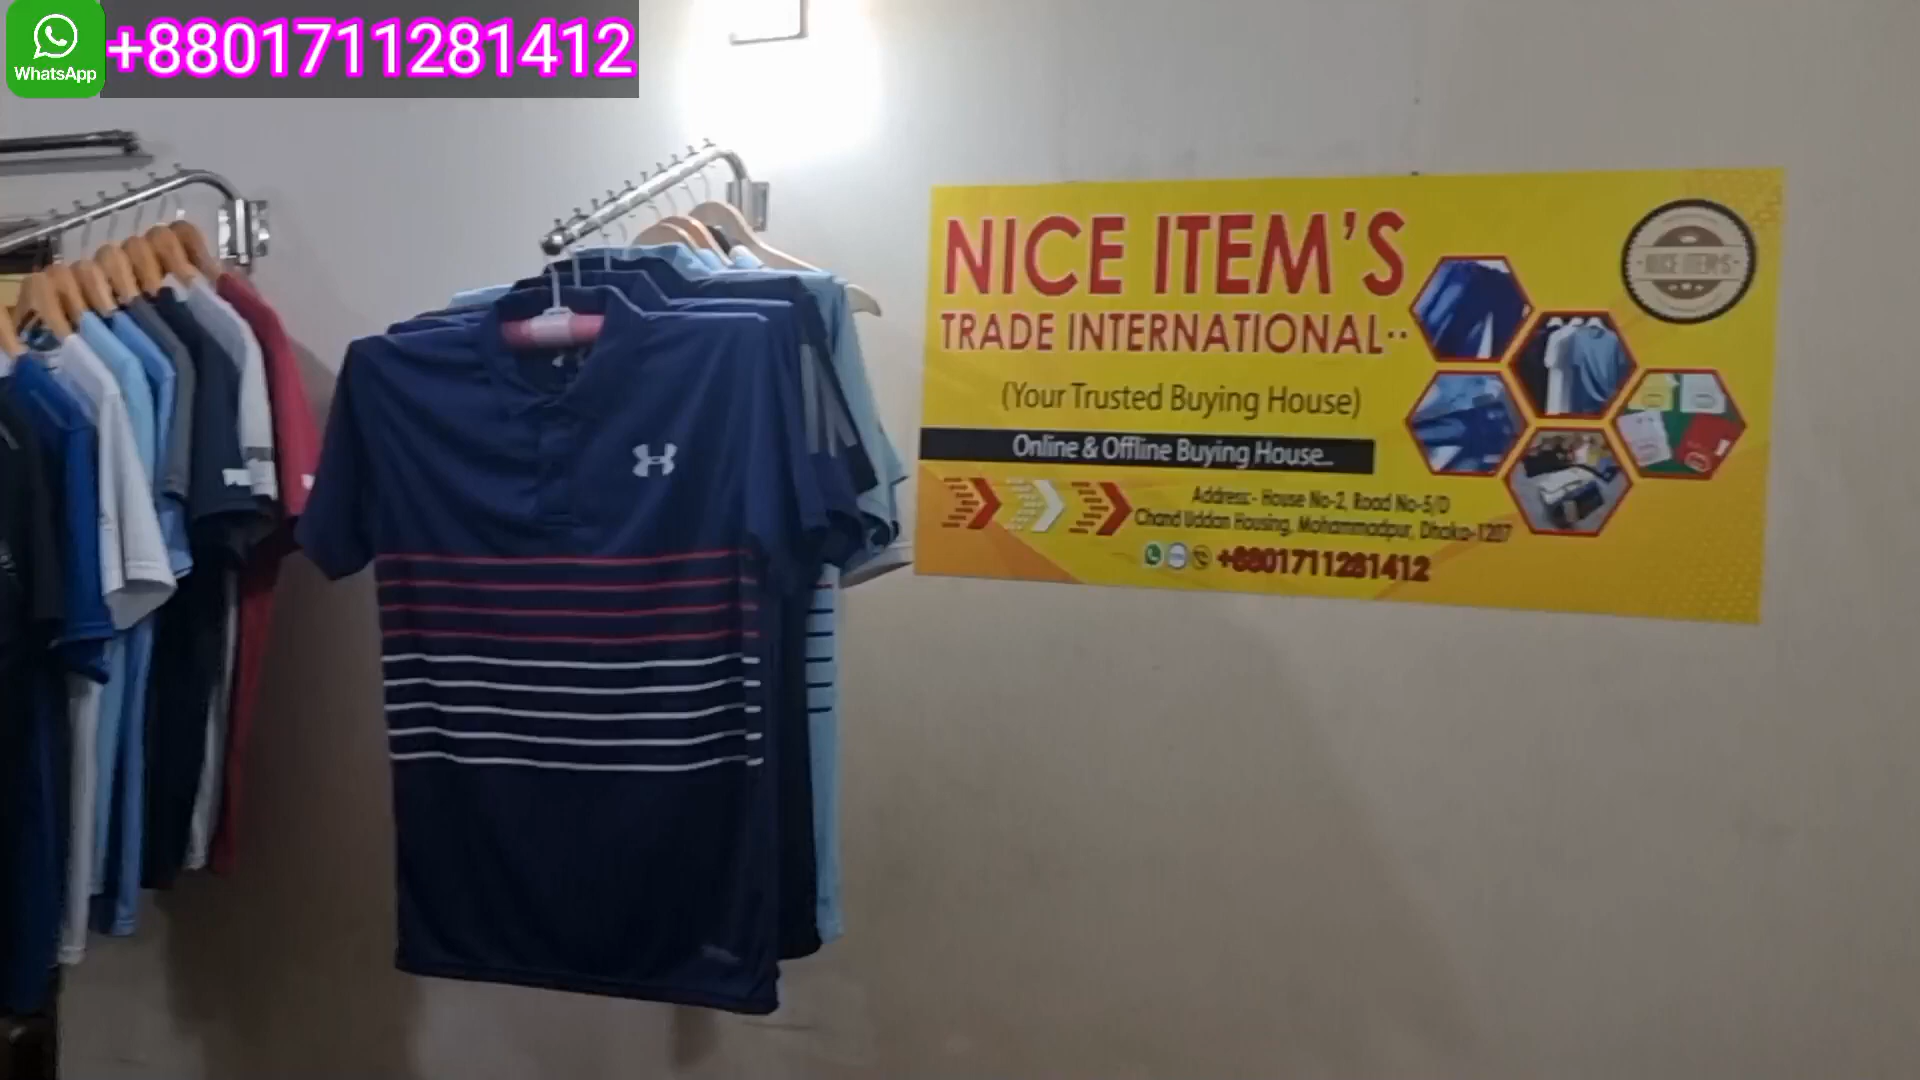 WhatsApp
+8801711281412
NICE ITEM'S
TRADE INTERNATIONAL··
(Your Trusted Buying House)
Online & Offline Buying House..
Address:- House No-2, Road No-5/D
Chand Uddan Housing, Mohammadpur, Dhaka-1207
+8801711281412
NICE ITEM'S